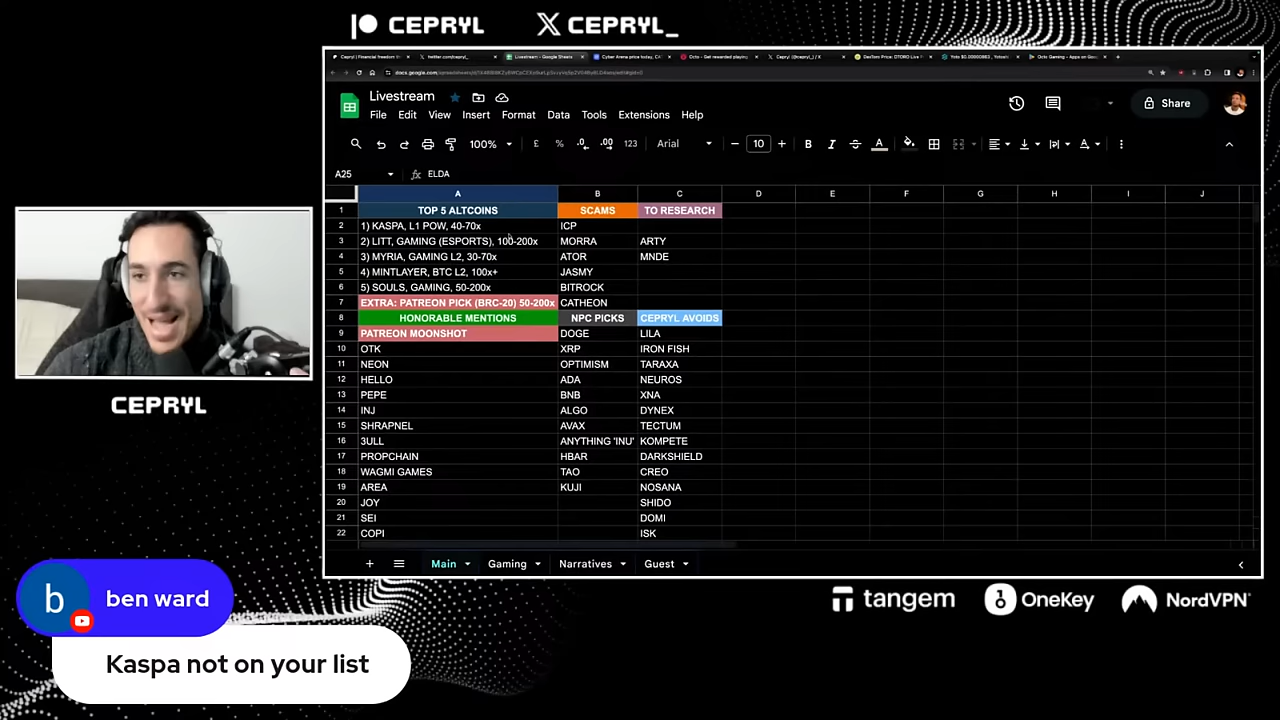 CEPRYL
CEPRYL_
Livestream
File Edit View Insert Format Data Tools Extensions Help
Share
100% £ % .0 .00 123 Arial 10 B I A
A25 fx ELDA
A B C D E F G H I J
1 TOP 5 ALTCOINS SCAMS TO RESEARCH
2 1) KASPA, L1 POW, 40-70x ICP
3 2) LITT, GAMING (ESPORTS), 100-200x MORRA ARTY
4 3) MYRIA, GAMING L2, 30-70x ATOR MNDE
5 4) MINTLAYER, BTC L2, 100x+ JASMY
6 5) SOULS, GAMING, 50-200x BITROCK
7 EXTRA: PATREON PICK (BRC-20) 50-200x CATHEON
8 HONORABLE MENTIONS NPC PICKS CEPRYL AVOIDS
9 PATREON MOONSHOT DOGE LILA
10 OTK XRP IRON FISH
11 NEON OPTIMISM TARAXA
12 HELLO ADA NEUROS
13 PEPE BNB XNA
14 INJ ALGO DYNEX
15 SHRAPNEL AVAX TECTUM
16 3ULL ANYTHING 'INU' KOMPETE
17 PROPCHAIN HBAR DARKSHIELD
18 WAGMI GAMES TAO CREO
19 AREA KUJI NOSANA
20 JOY SHIDO
21 SEI DOMI
22 COPI ISK
Main Gaming Narratives Guest
CEPRYL
b ben ward
Kaspa not on your list
tangem OneKey NordVPN